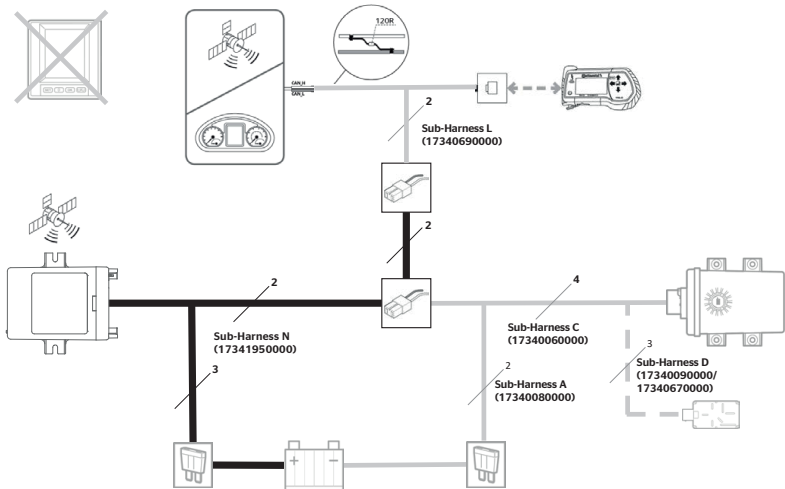 120R
CAN_H
CAN_L
2
Sub-Harness L
(17340690000)
2
2
4
Sub-Harness N
(17341950000)
Sub-Harness C
(17340060000)
3
3
Sub-Harness D
(17340090000/
17340670000)
2
Sub-Harness A
(17340080000)
+ −